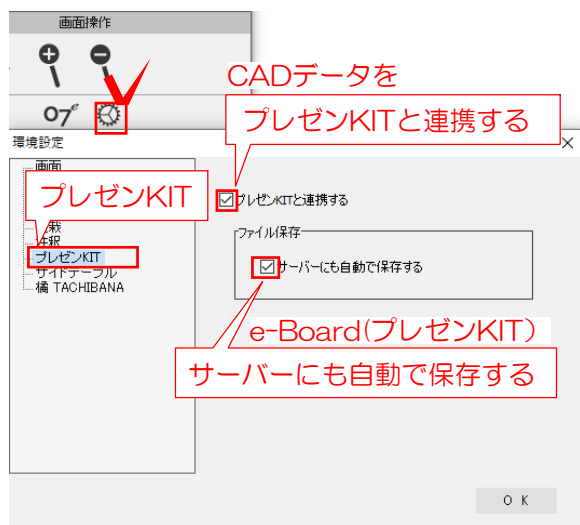 画面操作
07e
CADデータを
プレゼンKITと連携する
環境設定
画面
プレゼンKIT
プレゼンKITと連携する
栽
注釈
ファイル保存
プレゼンKIT
サーバーにも自動で保存する
サイドテーブル
橘 TACHIBANA
e-Board(プレゼンKIT）
サーバーにも自動で保存する
ＯＫ